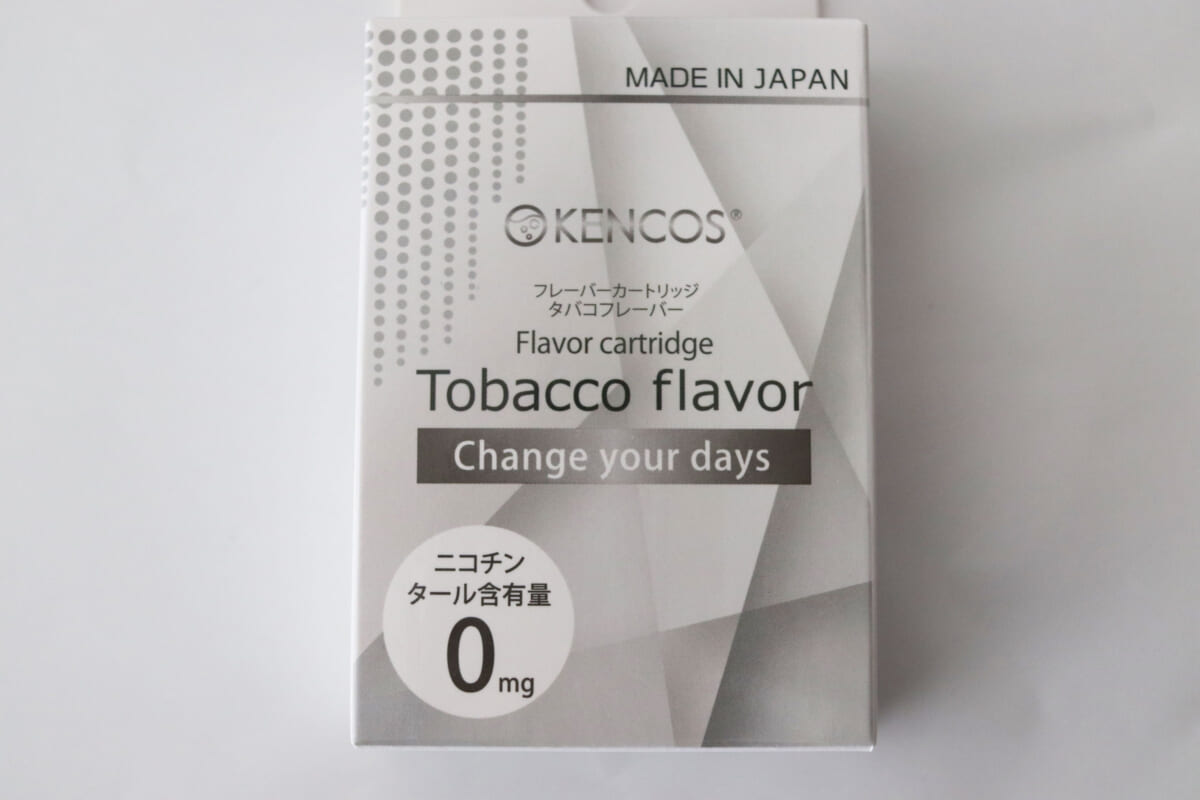 MADE IN JAPAN
KENCOS®
フレーバーカートリッジ
タバコフレーバー
Flavor cartridge
Tobacco flavor
Change your days
ニコチン
タール含有量
0mg